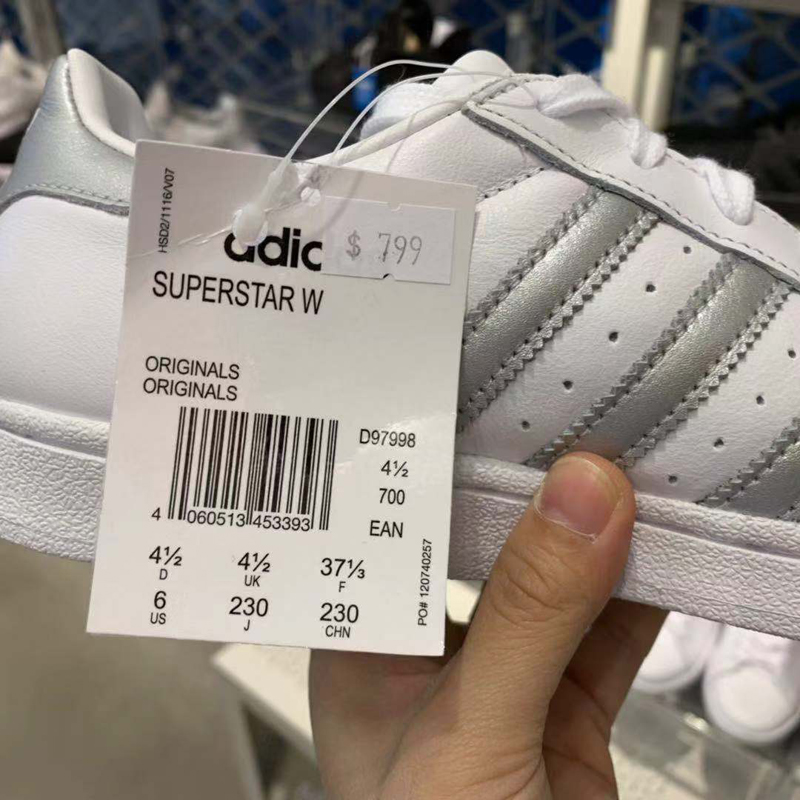 HSD2/1116/V07
adic
$ 799
SUPERSTAR W
ORIGINALS
ORIGINALS
D97998
4½
700
EAN
4 060513 453393
4½ 4½ 37⅓
D UK F
6 230 230
US J CHN
PO# 120740257